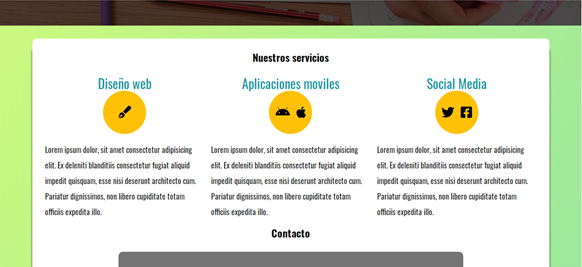 Nuestros servicios
Diseño web
Lorem ipsum dolor, sit amet consectetur adipisicing
elit. Ex deleniti blanditiis consectetur fugiat aliquid
impedit quisquam, esse nisi deserunt architecto cum.
Pariatur dignissimos, non libero cupiditate totam
officiis expedita illo.
Aplicaciones moviles
Lorem ipsum dolor, sit amet consectetur adipisicing
elit. Ex deleniti blanditiis consectetur fugiat aliquid
impedit quisquam, esse nisi deserunt architecto cum.
Pariatur dignissimos, non libero cupiditate totam
officiis expedita illo.
Social Media
Lorem ipsum dolor, sit amet consectetur adipisicing
elit. Ex deleniti blanditiis consectetur fugiat aliquid
impedit quisquam, esse nisi deserunt architecto cum.
Pariatur dignissimos, non libero cupiditate totam
officiis expedita illo.
Contacto